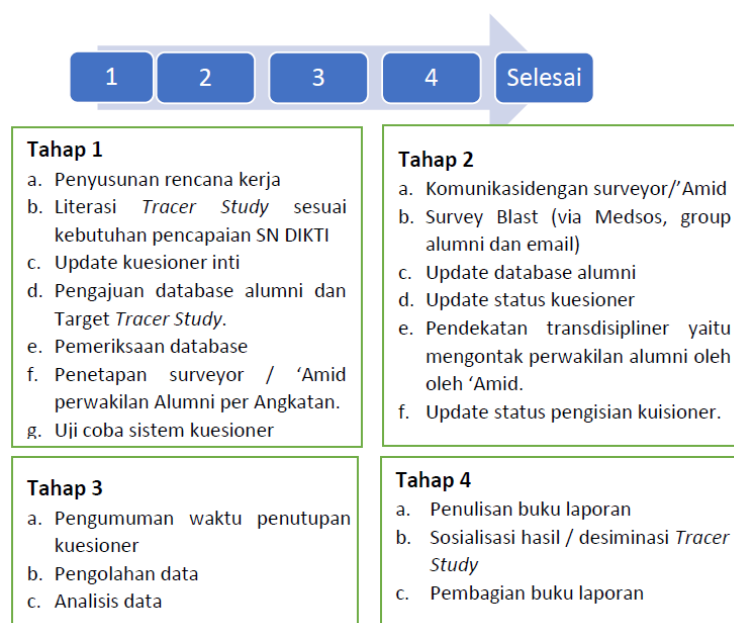 1 2 3 4 Selesai
Tahap 1
a. Penyusunan rencana kerja
b. Literasi Tracer Study sesuai
kebutuhan pencapaian SN DIKTI
c. Update kuesioner inti
d. Pengajuan database alumni dan
Target Tracer Study.
e. Pemeriksaan database
f. Penetapan surveyor / ‘Amid
perwakilan Alumni per Angkatan.
g. Uji coba sistem kuesioner
Tahap 2
a. Komunikasidengan surveyor/’Amid
b. Survey Blast (via Medsos, group
alumni dan email)
c. Update database alumni
d. Update status kuesioner
e. Pendekatan transdisipliner yaitu
mengontak perwakilan alumni oleh
oleh ‘Amid.
f. Update status pengisian kuisioner.
Tahap 3
a. Pengumuman waktu penutupan
kuesioner
b. Pengolahan data
c. Analisis data
Tahap 4
a. Penulisan buku laporan
b. Sosialisasi hasil / desiminasi Tracer
Study
c. Pembagian buku laporan